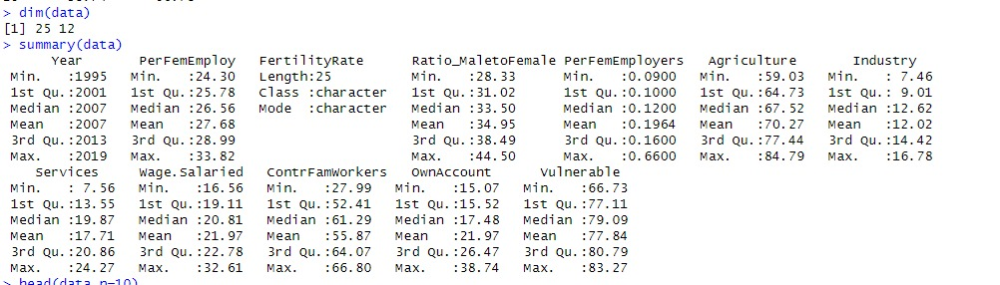 > dim(data)
[1] 25 12
> summary(data)
Year PerFemEmploy FertilityRate Ratio_MaletoFemale PerFemEmployers Agriculture Industry
Min. :1995 Min. :24.30 Length:25 Min. :28.33 Min. :0.0900 Min. :59.03 Min. : 7.46
1st Qu.:2001 1st Qu.:25.78 Class :character 1st Qu.:31.02 1st Qu.:0.1000 1st Qu.:64.73 1st Qu.: 9.01
Median :2007 Median :26.56 Mode :character Median :33.50 Median :0.1200 Median :67.52 Median :12.62
Mean :2007 Mean :27.68 Mean :34.95 Mean :0.1964 Mean :70.27 Mean :12.02
3rd Qu.:2013 3rd Qu.:28.99 3rd Qu.:38.49 3rd Qu.:0.1600 3rd Qu.:77.44 3rd Qu.:14.42
Max. :2019 Max. :33.82 Max. :44.50 Max. :0.6600 Max. :84.79 Max. :16.78
Services Wage.Salaried ContrFamWorkers OwnAccount Vulnerable
Min. : 7.56 Min. :16.56 Min. :27.99 Min. :15.07 Min. :66.73
1st Qu.:13.55 1st Qu.:19.11 1st Qu.:52.41 1st Qu.:15.52 1st Qu.:77.11
Median :19.87 Median :20.81 Median :61.29 Median :17.48 Median :79.09
Mean :17.71 Mean :21.97 Mean :55.87 Mean :21.97 Mean :77.84
3rd Qu.:20.86 3rd Qu.:22.78 3rd Qu.:64.07 3rd Qu.:26.47 3rd Qu.:80.79
Max. :24.27 Max. :32.61 Max. :66.80 Max. :38.74 Max. :83.27
> head(data,n=10)